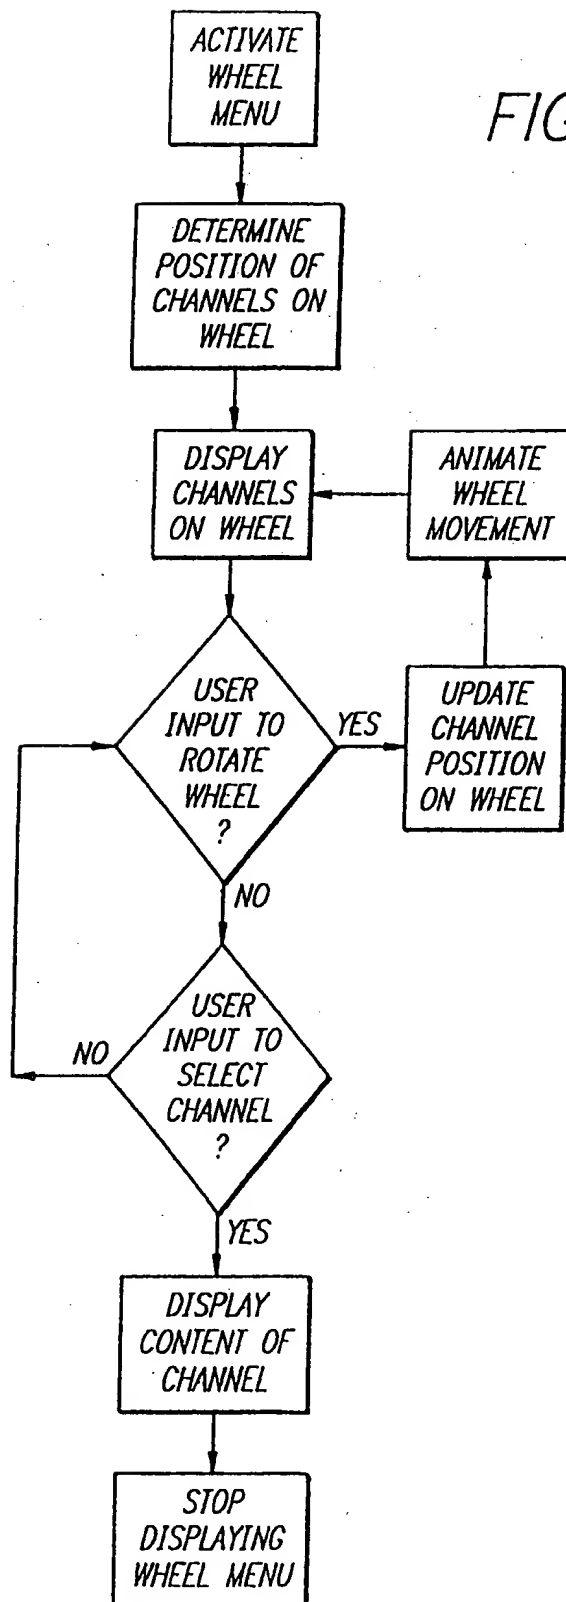 ACTIVATE
WHEEL
MENU
FIG
DETERMINE
POSITION OF
CHANNELS ON
WHEEL
DISPLAY
CHANNELS
ON WHEEL
ANIMATE
WHEEL
MOVEMENT
USER
INPUT TO
ROTATE
WHEEL
?
YES
UPDATE
CHANNEL
POSITION
ON WHEEL
NO
USER
INPUT TO
SELECT
CHANNEL
?
NO
YES
DISPLAY
CONTENT OF
CHANNEL
STOP
DISPLAYING
WHEEL MENU